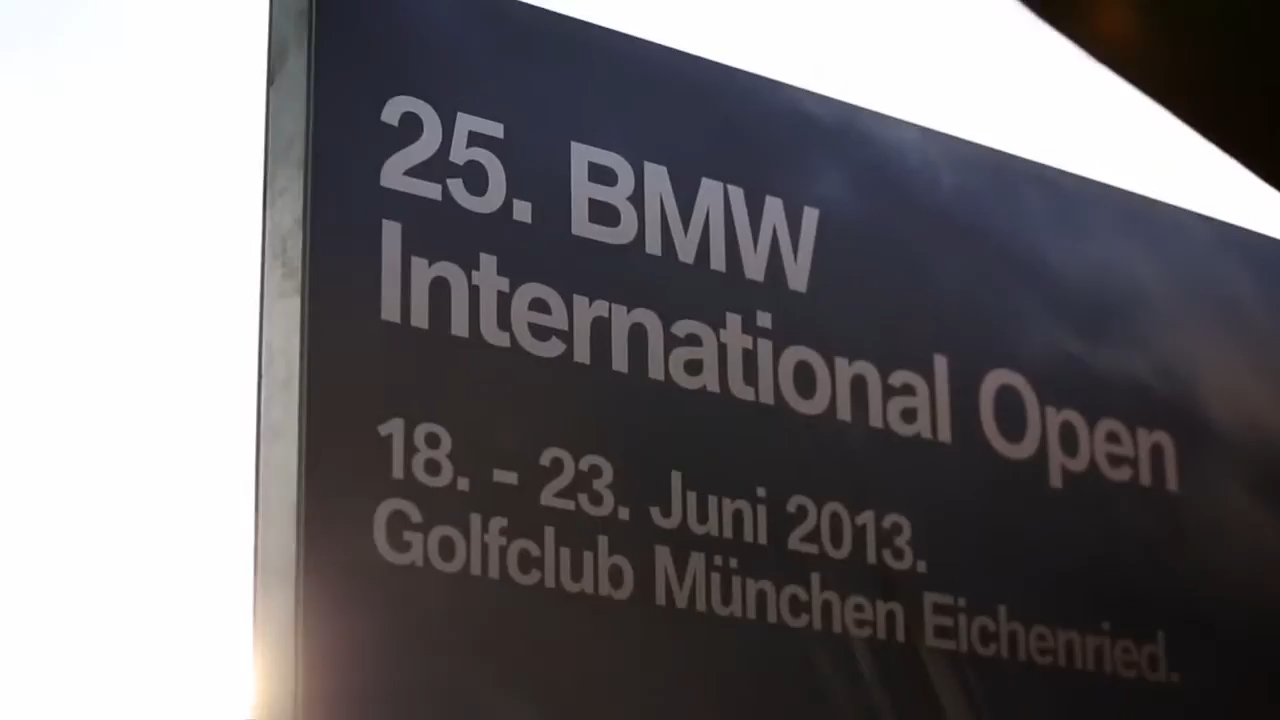 25. BMW
International Open
18. - 23. Juni 2013.
Golfclub München Eichenried.